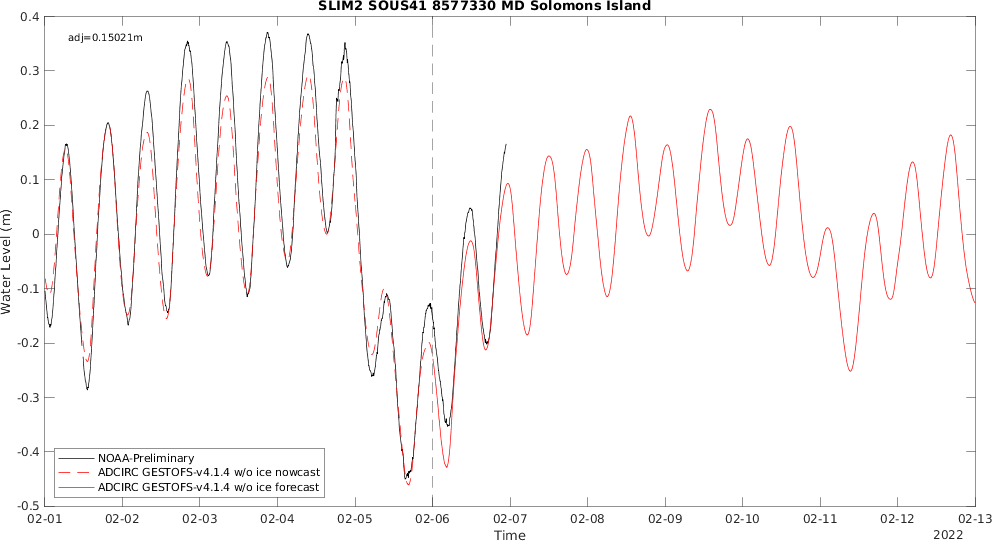 SLIM2 SOUS41 8577330 MD Solomons Island
adj=0.15021m
0.4
0.3
0.2
0.1
0
-0.1
-0.2
-0.3
-0.4
-0.5
Water Level (m)
NOAA-Preliminary
ADCIRC GESTOFS-v4.1.4 w/o ice nowcast
ADCIRC GESTOFS-v4.1.4 w/o ice forecast
02-01 02-02 02-03 02-04 02-05 02-06 02-07 02-08 02-09 02-10 02-11 02-12 02-13
Time
2022